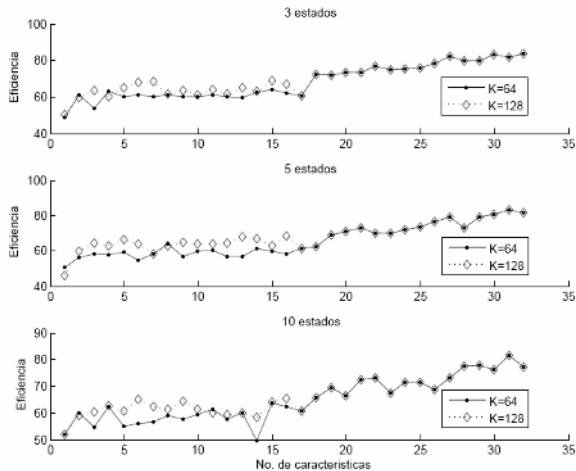 3 estados
100
80
60
40
Eficiencia
K=64
K=128
0 5 10 15 20 25 30 35
5 estados
100
80
60
40
Eficiencia
K=64
K=128
0 5 10 15 20 25 30 35
10 estados
90
80
70
60
50
Eficiencia
K=64
K=128
0 5 10 15 20 25 30 35
No. de características